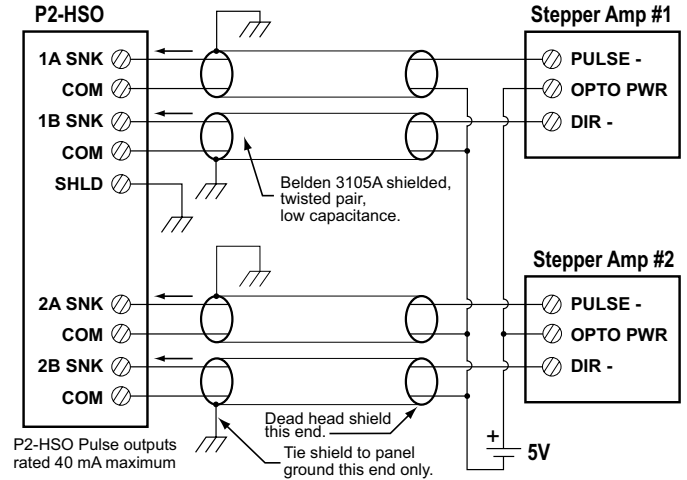 P2-HSO
Stepper Amp #1
1A SNK
PULSE -
COM
OPTO PWR
1B SNK
DIR -
COM
SHLD
Belden 3105A shielded,
twisted pair,
low capacitance.
Stepper Amp #2
2A SNK
PULSE -
COM
OPTO PWR
2B SNK
DIR -
COM
Dead head shield
this end.
P2-HSO Pulse outputs
rated 40 mA maximum
Tie shield to panel
ground this end only.
+
5V